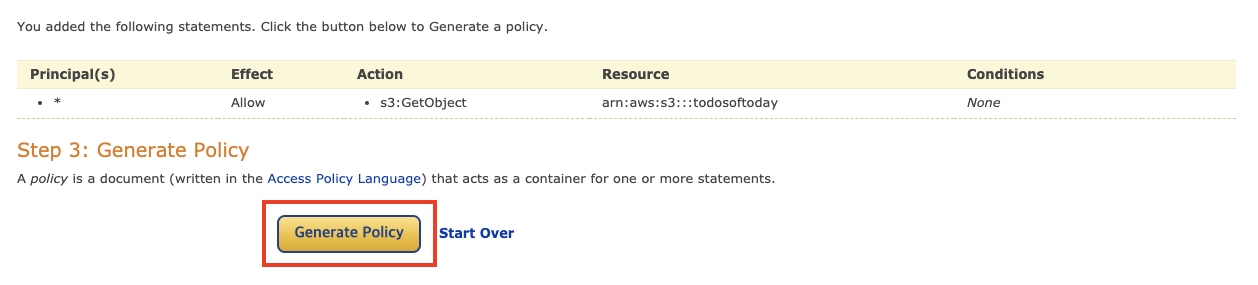 You added the following statements. Click the button below to Generate a policy.
Principal(s) Effect Action Resource Conditions
• * Allow • s3:GetObject arn:aws:s3:::todosoftoday None
Step 3: Generate Policy
A policy is a document (written in the Access Policy Language) that acts as a container for one or more statements.
Generate Policy Start Over